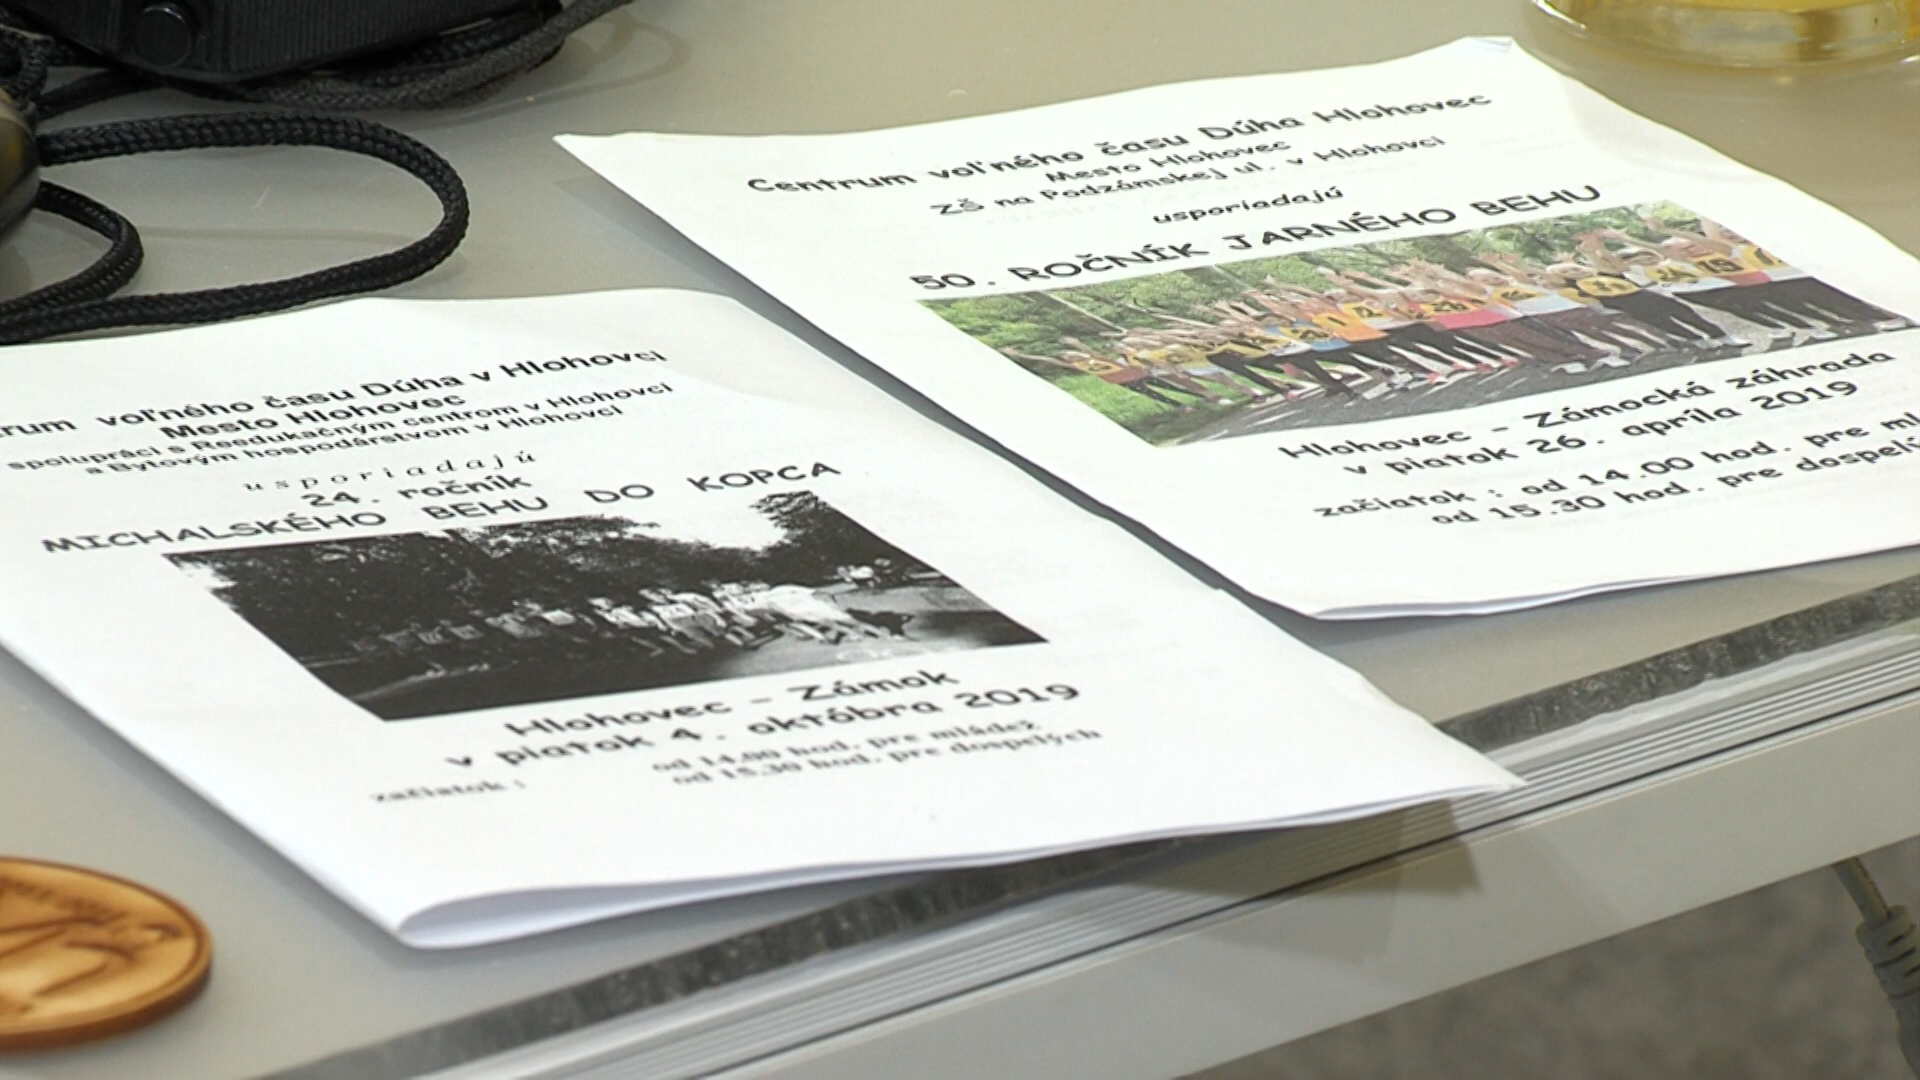 voľného času Dúha v Hlohovci
Mesto Hlohovec
spolupráci s Reedukačným centrom v Hlohovci
a Bytovým hospodárstvom v Hlohovci
usporiadajú
24. ročník
MICHALSKÉHO BEHU DO KOPCA
Hlohovec - Zámok
v piatok 4. októbra 2019
začiatok : od 14.00 hod. pre mládež
od 15.30 hod. pre dospelých
Centrum voľného času Dúha Hlohovec
Mesto Hlohovec
ZŠ na Podzámskej ul. v Hlohovci
usporiadajú
50. ROČNÍK JARNÉHO BEHU
Hlohovec - Zámocká záhrada
v piatok 26. apríla 2019
začiatok : od 14.00 hod. pre
od 15.30 hod. pre